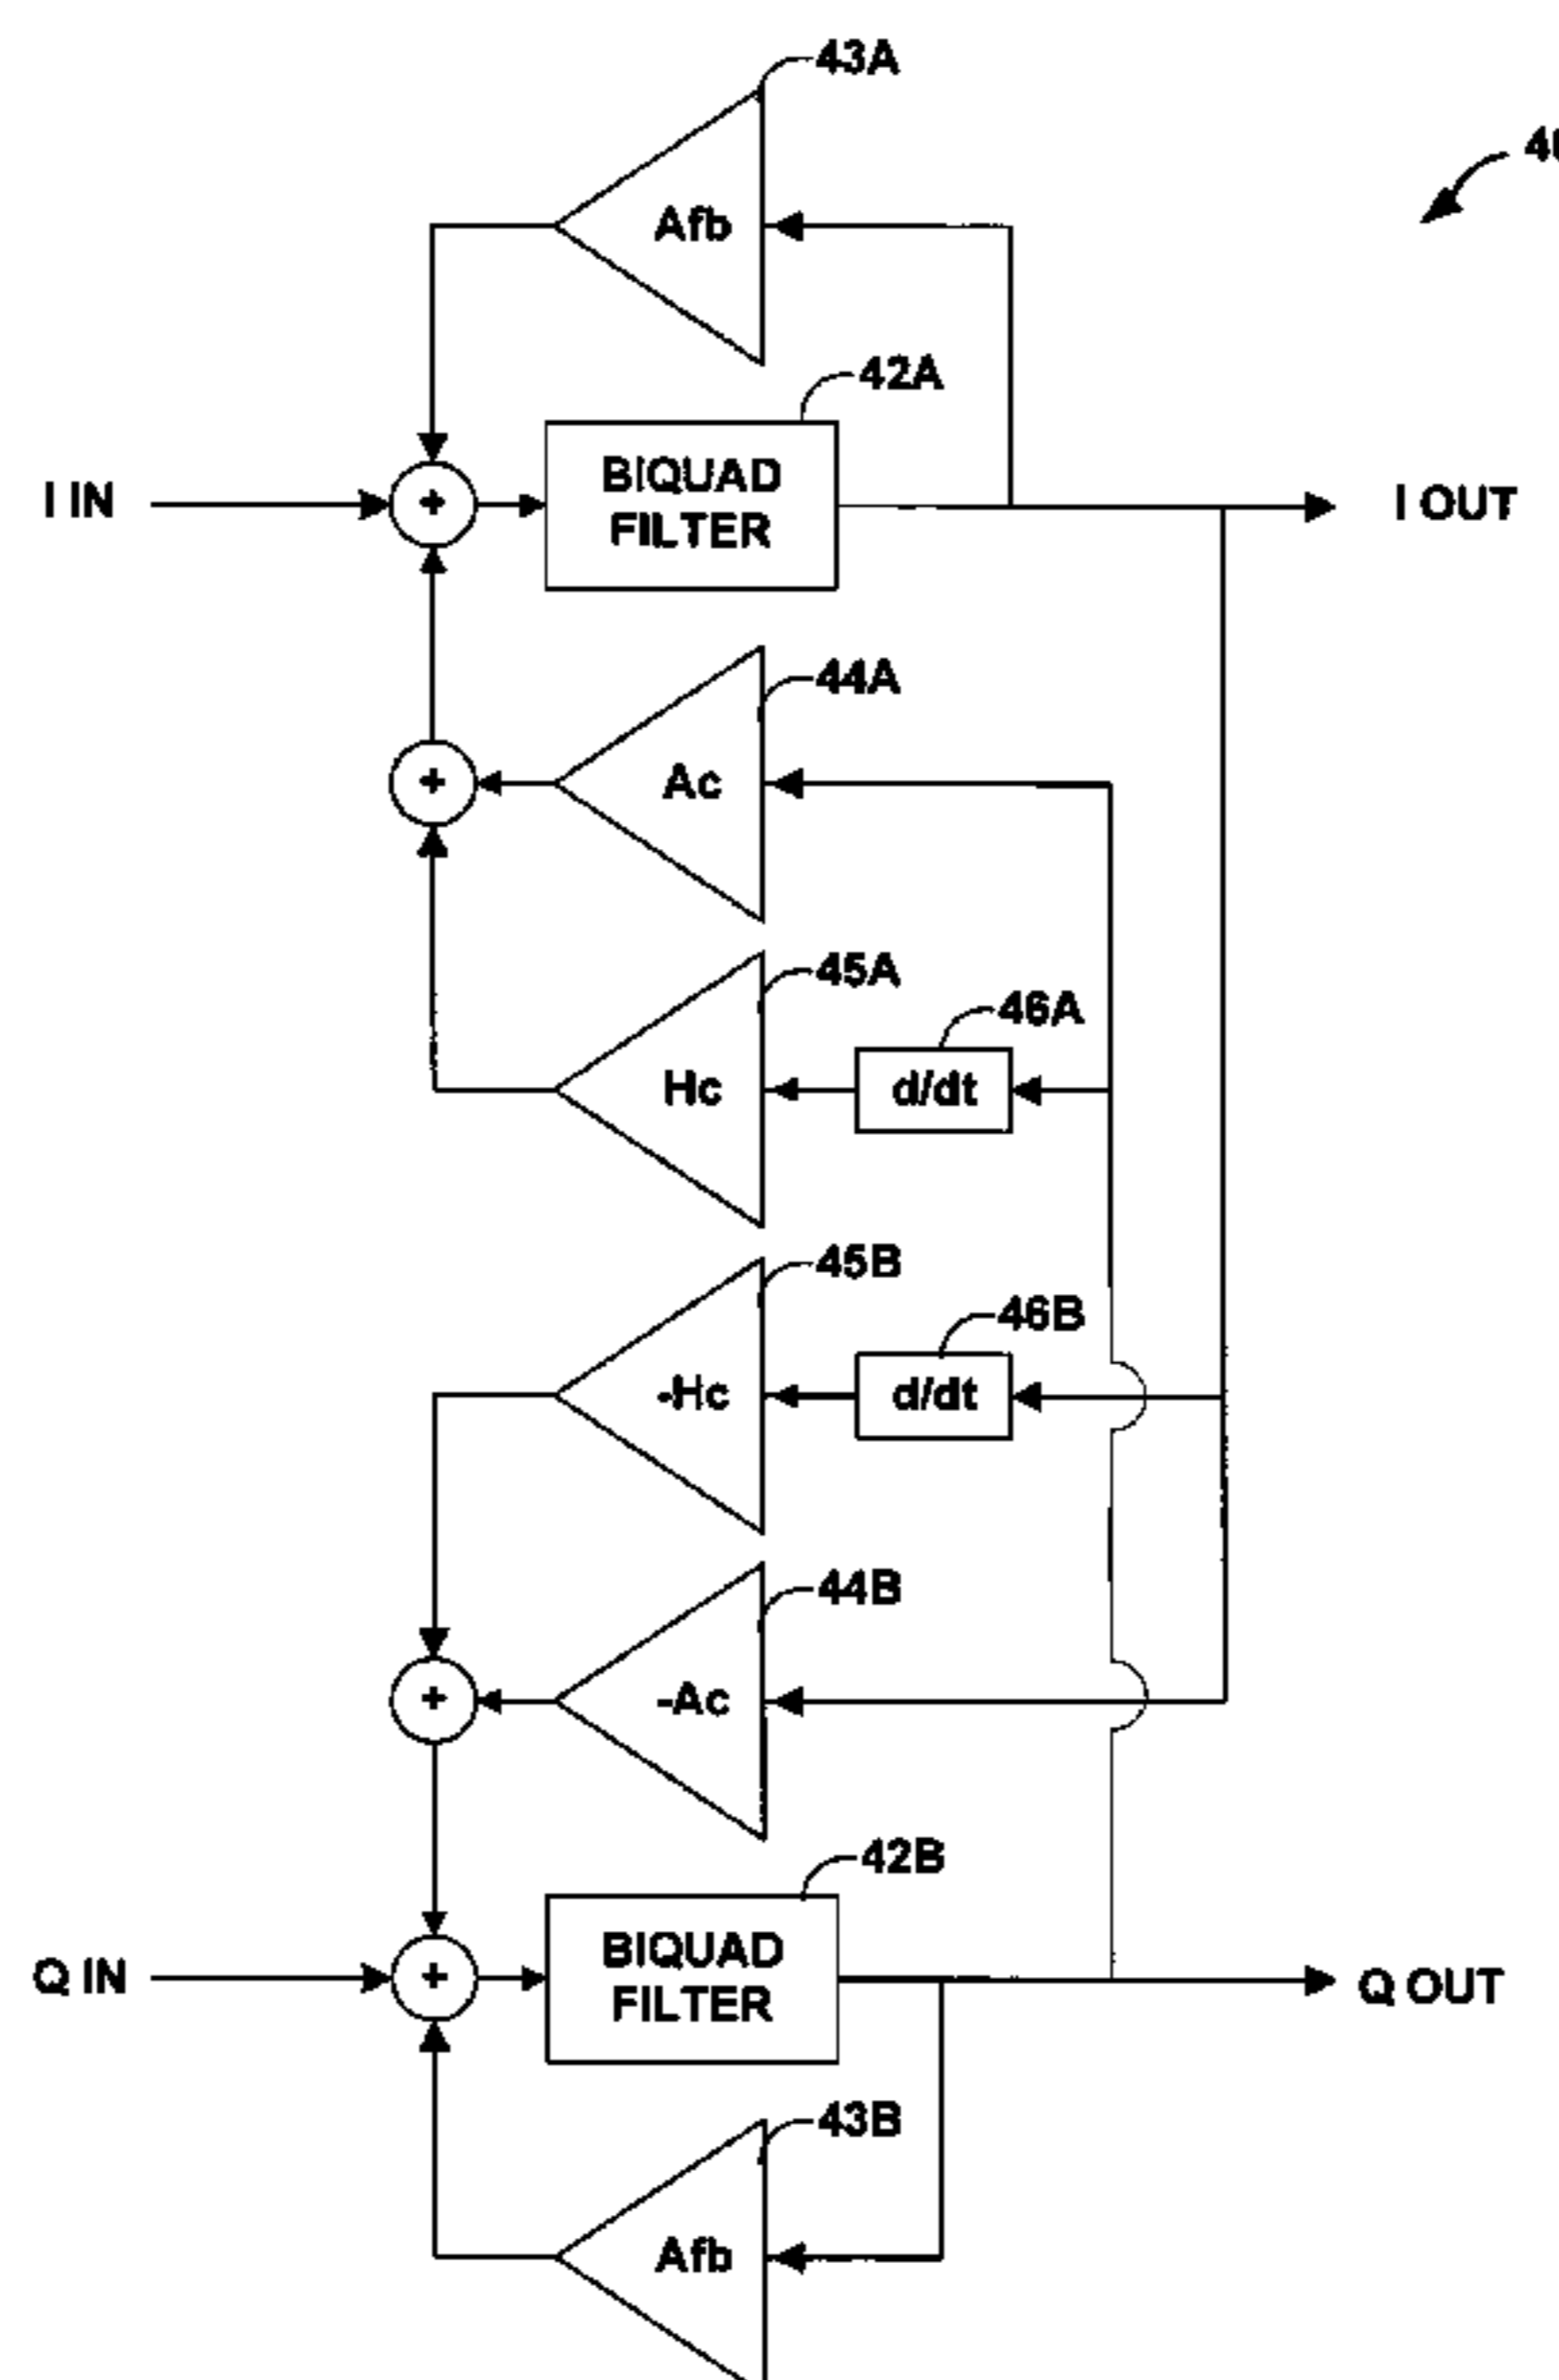 43A
Afb
42A
I IN
+
BIQUAD
FILTER
I OUT
44A
+
Ac
45A
46A
Hc
d/dt
45B
46B
-Hc
d/dt
44B
+
-Ac
42B
Q IN
+
BIQUAD
FILTER
Q OUT
43B
Afb